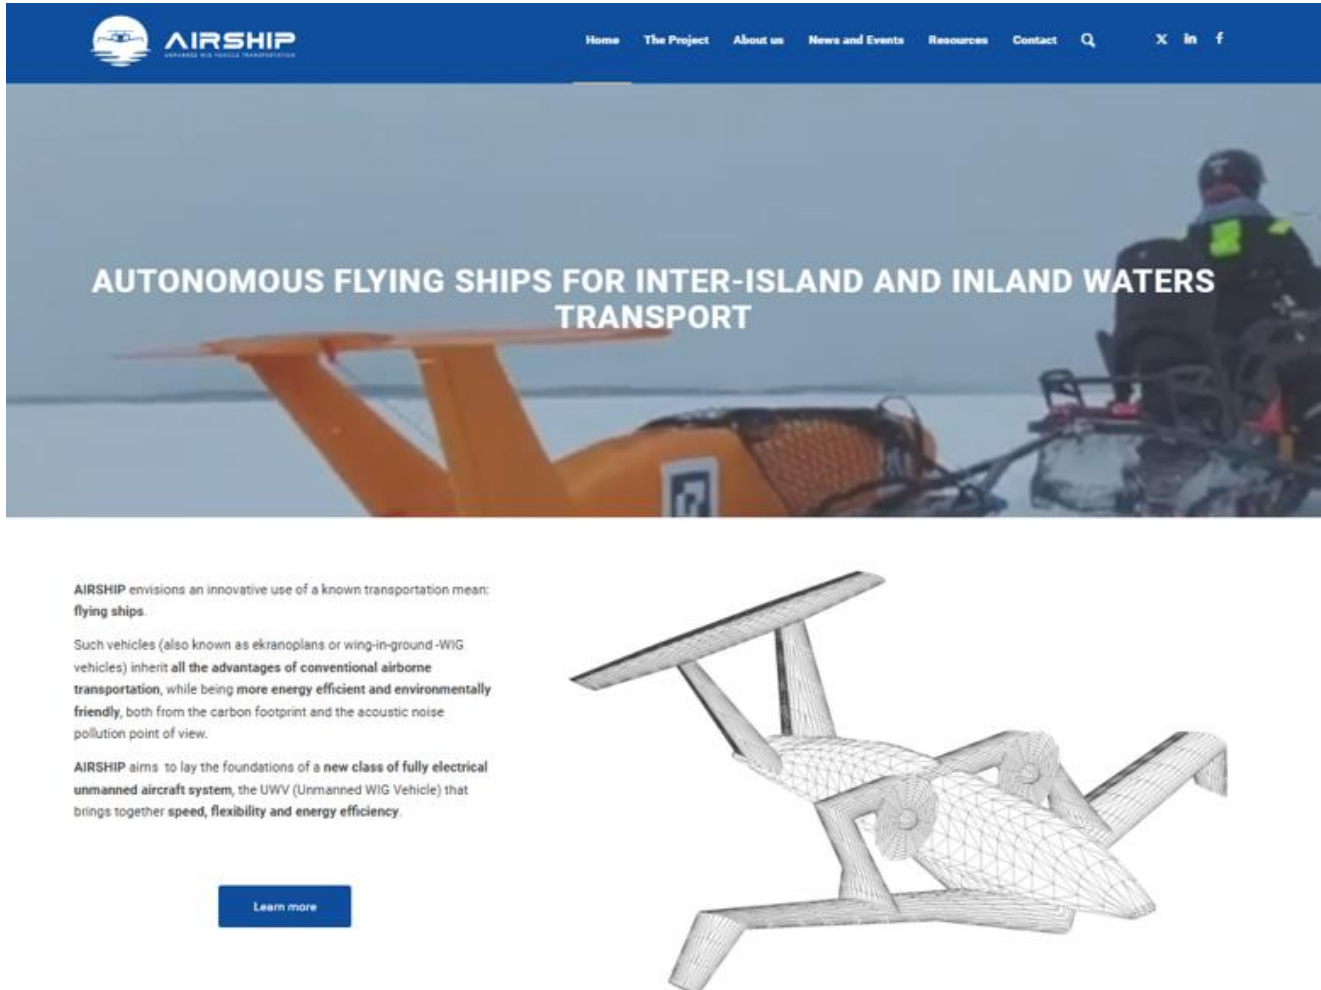 AIRSHIP
UNMANNED WIG VEHICLE TRANSPORTATION
Home The Project About us News and Events Resources Contact
AUTONOMOUS FLYING SHIPS FOR INTER-ISLAND AND INLAND WATERS
TRANSPORT
AIRSHIP envisions an innovative use of a known transportation mean:
flying ships.
Such vehicles (also known as ekranoplans or wing-in-ground -WIG
vehicles) inherit all the advantages of conventional airborne
transportation, while being more energy efficient and environmentally
friendly, both from the carbon footprint and the acoustic noise
pollution point of view.
AIRSHIP aims to lay the foundations of a new class of fully electrical
unmanned aircraft system, the UWV (Unmanned WIG Vehicle) that
brings together speed, flexibility and energy efficiency.
Learn more